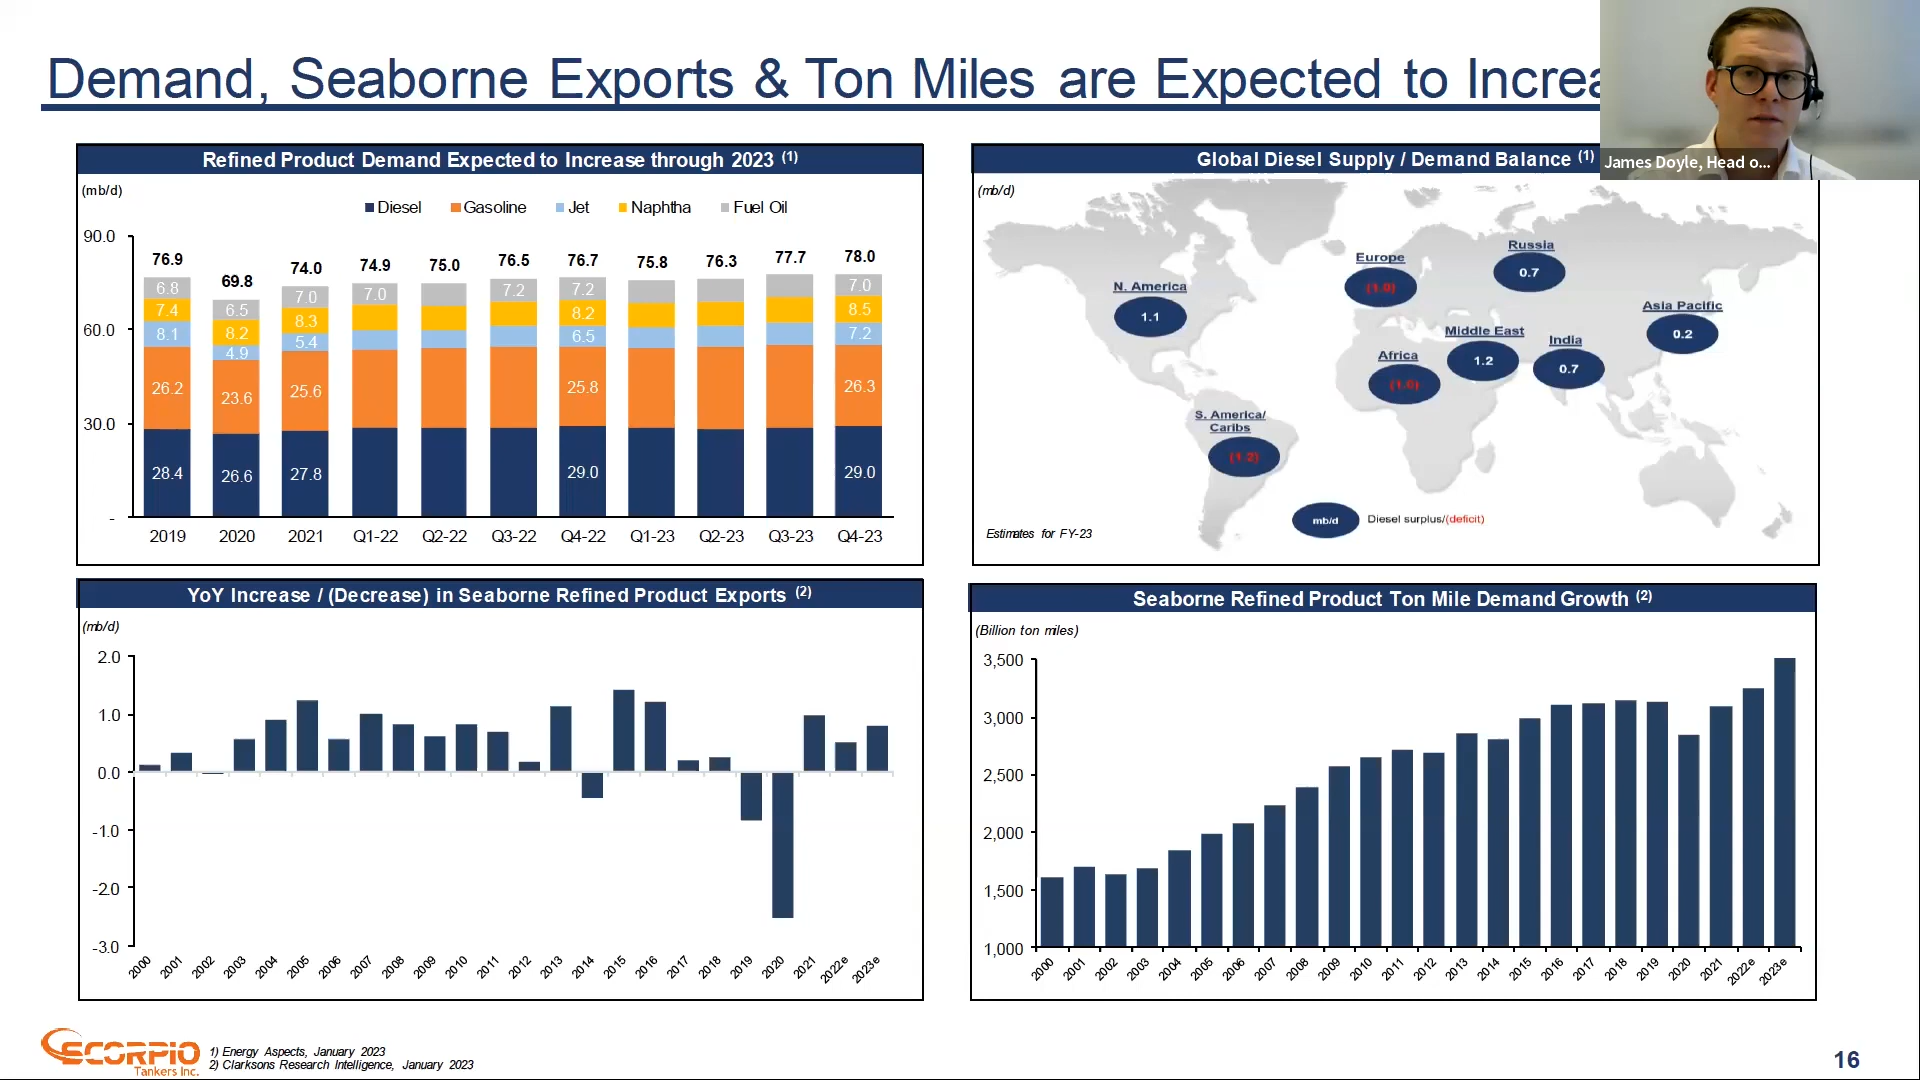 Demand, Seaborne Exports & Ton Miles are Expected to Increa
James Doyle, Head o...
Refined Product Demand Expected to Increase through 2023 (1)
(mb/d)
Diesel Gasoline Jet Naphtha Fuel Oil
90.0
60.0
30.0
-
76.9 69.8 74.0 74.9 75.0 76.5 76.7 75.8 76.3 77.7 78.0
6.8 6.5 7.0 7.0 7.2 7.2 7.0
7.4 8.2 8.3 8.2 8.5
8.1 4.9 5.4 6.5 7.2
26.2 23.6 25.6 25.8 26.3
28.4 26.6 27.8 29.0 29.0
2019 2020 2021 Q1-22 Q2-22 Q3-22 Q4-22 Q1-23 Q2-23 Q3-23 Q4-23
Global Diesel Supply / Demand Balance (1)
(mb/d)
N. America
1.1
Europe
(1.0)
Russia
0.7
Asia Pacific
0.2
Middle East
1.2
India
0.7
Africa
(1.0)
S. America/
Caribs
(1.2)
mb/d Diesel surplus/(deficit)
Estimates for FY-23
YoY Increase / (Decrease) in Seaborne Refined Product Exports (2)
(mb/d)
2.0
1.0
0.0
-1.0
-2.0
-3.0
2000 2001 2002 2003 2004 2005 2006 2007 2008 2009 2010 2011 2012 2013 2014 2015 2016 2017 2018 2019 2020 2021 2022e 2023e
Seaborne Refined Product Ton Mile Demand Growth (2)
(Billion ton miles)
3,500
3,000
2,500
2,000
1,500
1,000
2000 2001 2002 2003 2004 2005 2006 2007 2008 2009 2010 2011 2012 2013 2014 2015 2016 2017 2018 2019 2020 2021 2022e 2023e
SCORPIO
Tankers Inc.
1) Energy Aspects, January 2023
2) Clarksons Research Intelligence, January 2023
16